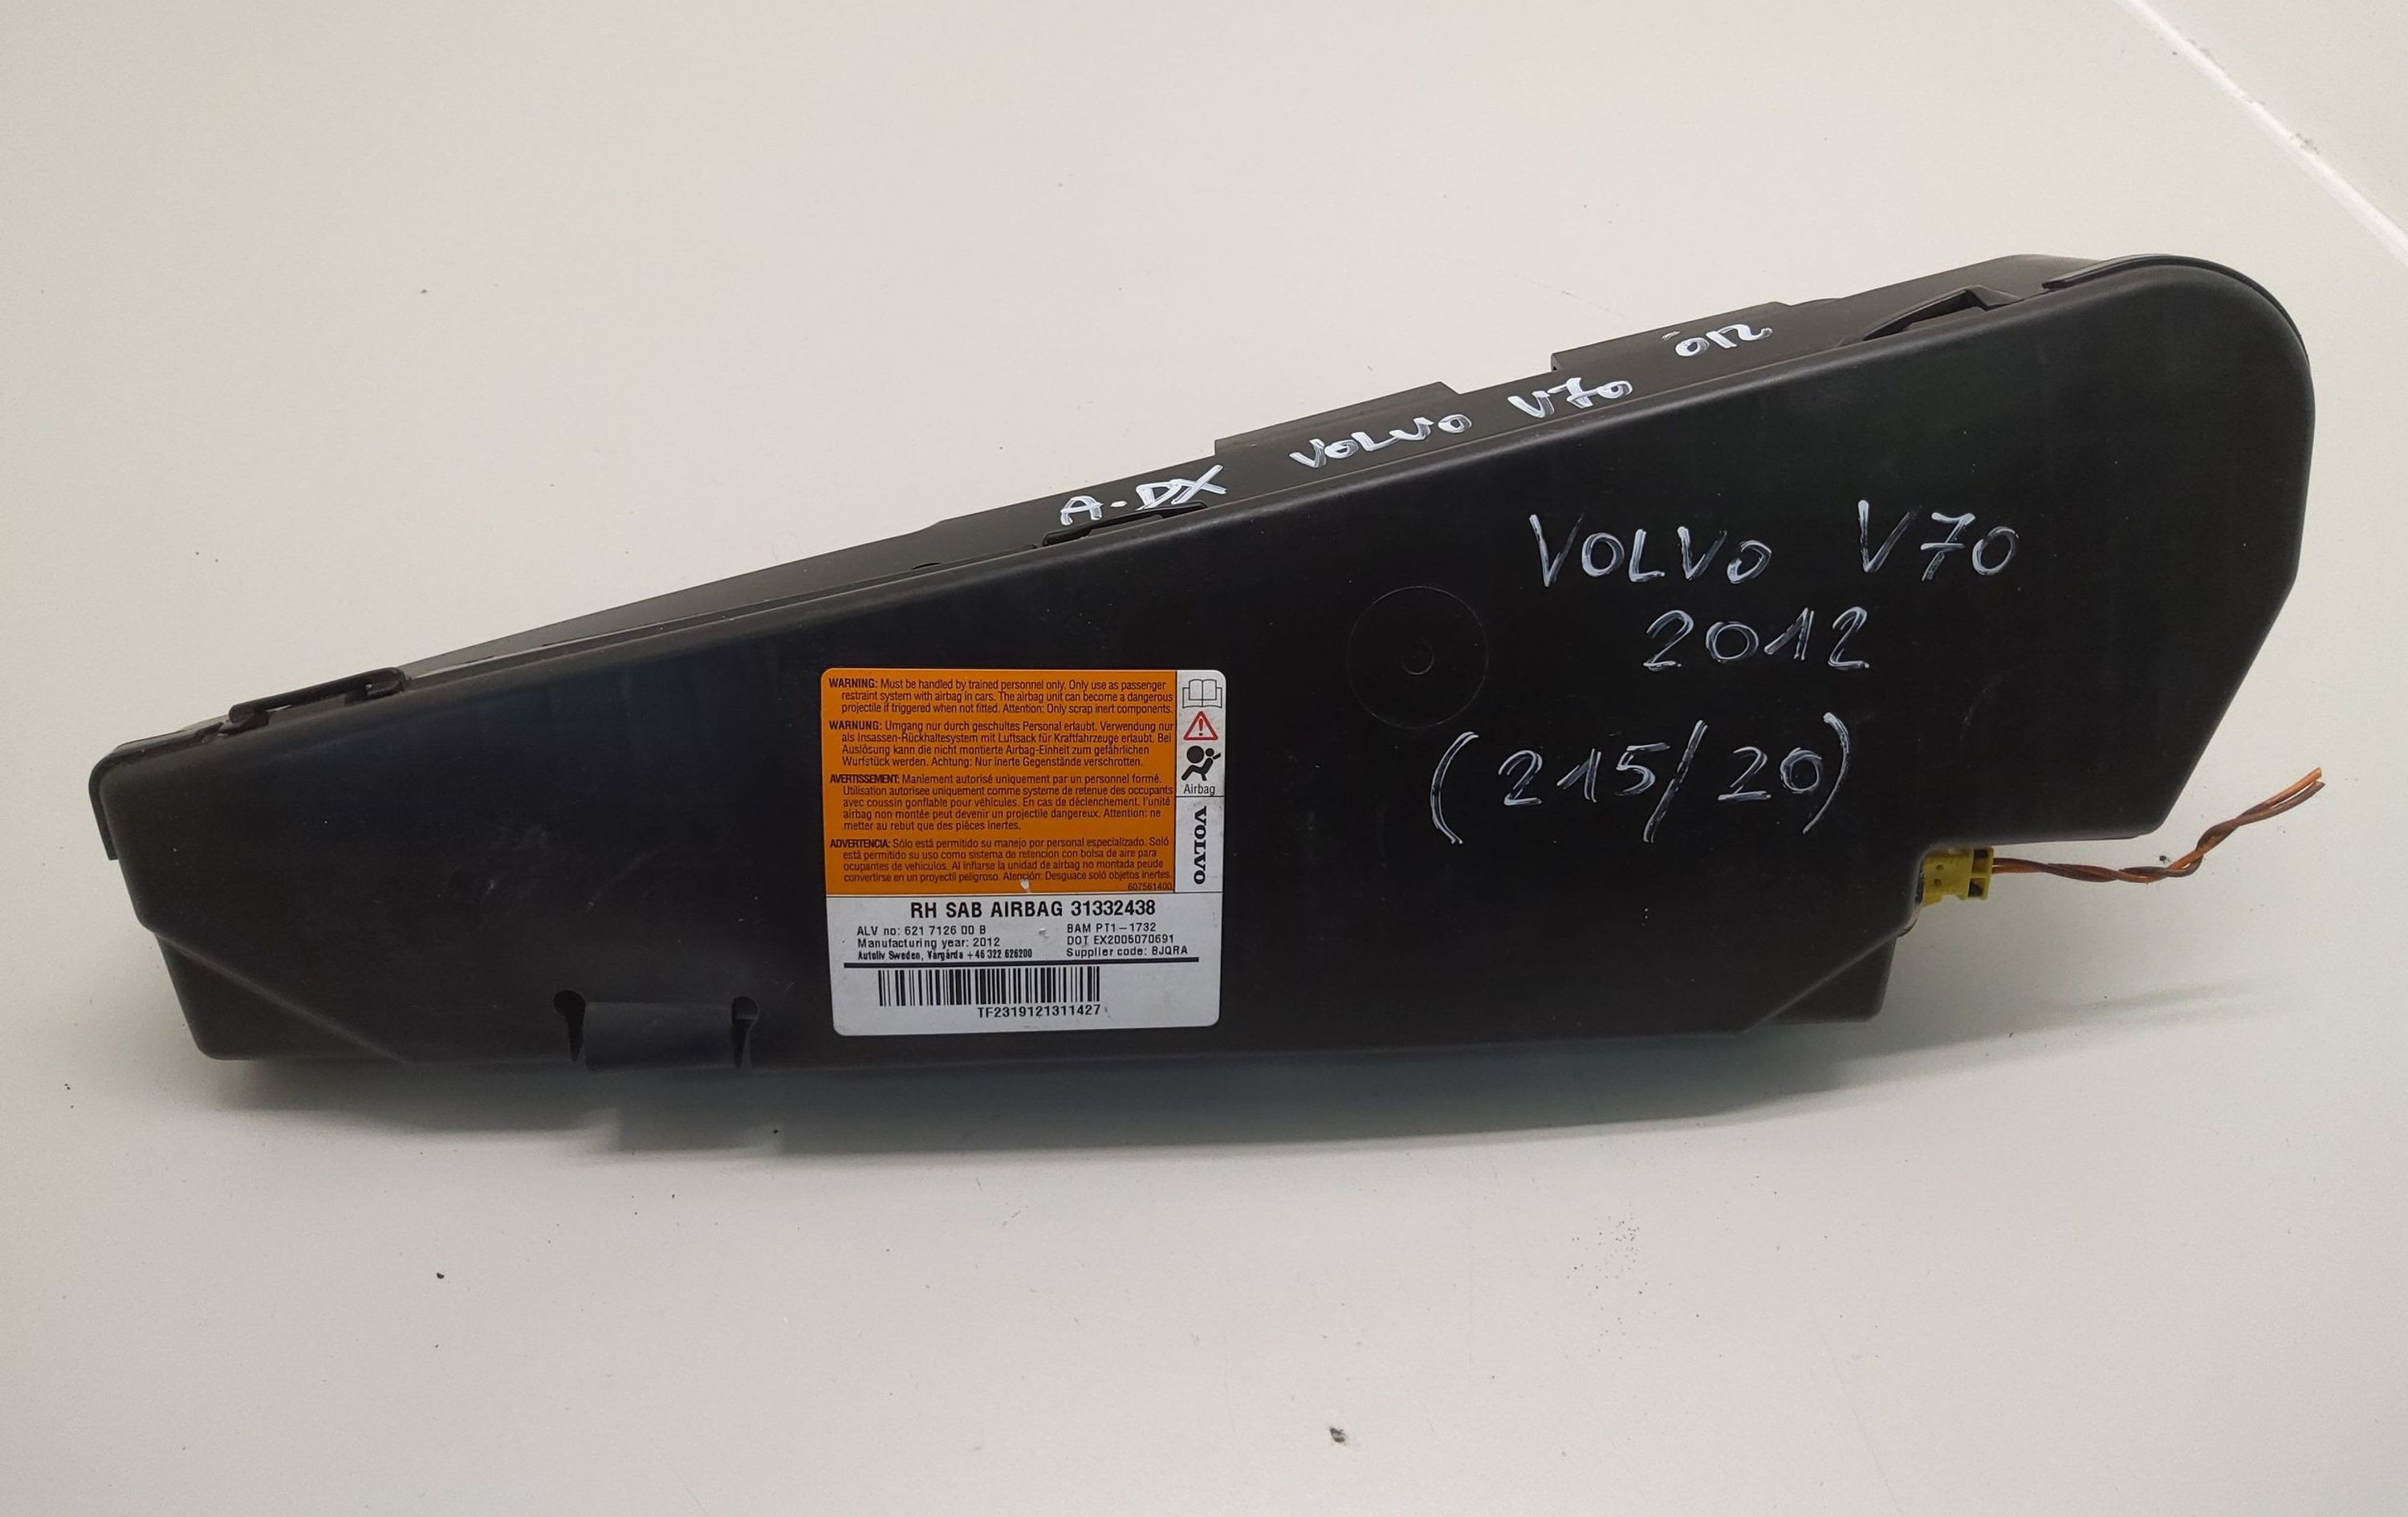 A-DX VOLVO V70 012
VOLVO V70
2012
(215/20)
WARNING: Must be handled by trained personnel only. Only use as passenger
restraint system with airbag in cars. The airbag unit can become a dangerous
projectile if triggered when not fitted. Attention: Only scrap inert components.
WARNUNG: Umgang nur durch geschultes Personal erlaubt. Verwendung nur
als Insassen-Rückhaltesystem mit Luftsack für Kraftfahrzeuge erlaubt. Bei
Auslösung kann die nicht montierte Airbag-Einheit zum gefährlichen
Wurfstück werden. Achtung: Nur inerte Gegenstände verschrotten.
AVERTISSEMENT: Maniement autorisé uniquement par un personnel formé.
Utilisation autorisee uniquement comme systeme de retenue des occupants
avec coussin gonflable pour véhicules. En cas de déclenchement, l'unité
airbag non montée peut devenir un projectile dangereux. Attention: ne
metter au rebut que des pièces inertes.
ADVERTENCIA: Sólo está permitido su manejo por personal especializado. Soló
está permitido su uso como sistema de retencion con bolsa de aire para
ocupantes de vehiculos. Al inflarse la unidad de airbag no montada peude
convertirse en un proyectil peligroso. Atención: Desguace soló objetos inertes.
607561400
Airbag
VOLVO
RH SAB AIRBAG 31332438
ALV no: 621 7126 00 B
BAM PT1-1732
Manufacturing year: 2012
DOT EX2005070691
Autoliv Sweden, Vårgårda +46 322 626200
Supplier code: BJQRA
TF2319121311427